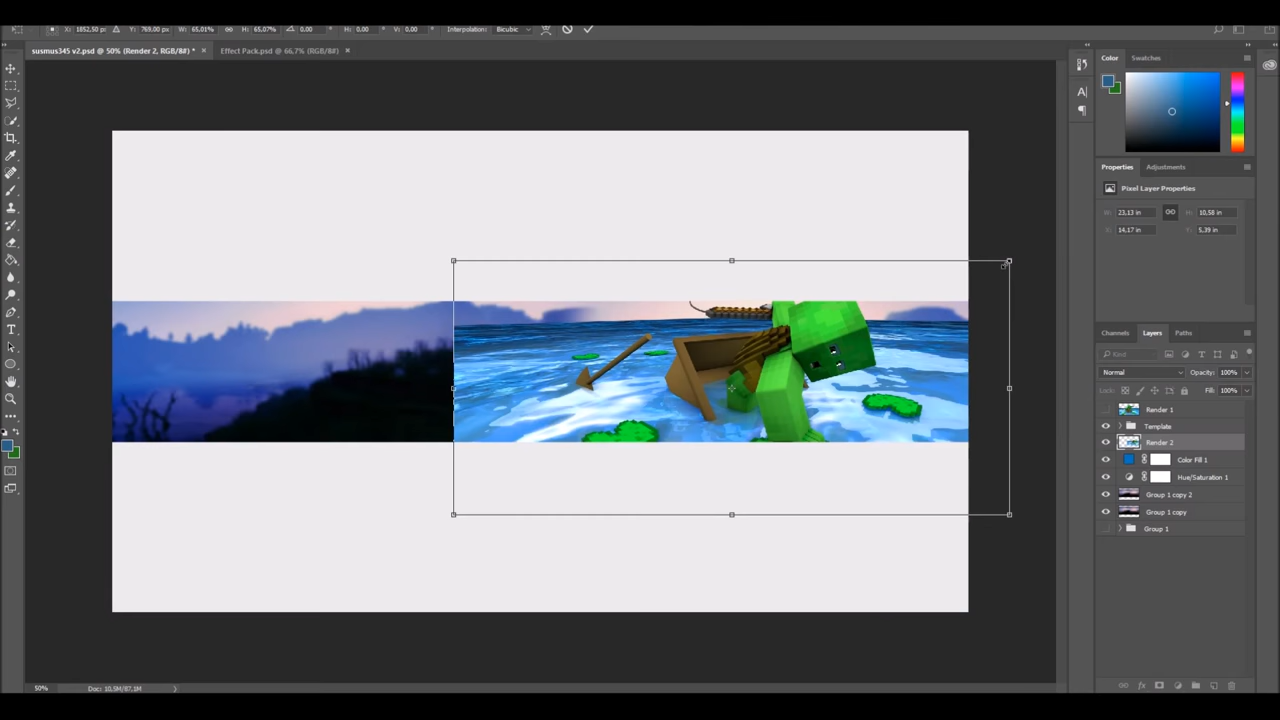 X: 1852.50 px Y: 769.00 px W: 65.01% H: 65.07% 0.00 H: 0.00 V: 0.00 Interpolation: Bicubic
susmus345 v2.psd @ 50% (Render 2, RGB/8#) * × Effect Pack.psd @ 66,7% (RGB/8#) ×
Color Swatches
A|
Properties Adjustments
Pixel Layer Properties
W: 23,13 in H: 10,58 in
X: 14,17 in Y: 5,39 in
Channels Layers Paths
Kind
Normal Opacity: 100%
Lock: Fill: 100%
Render 1
Template
Render 2
Color Fill 1
Hue/Saturation 1
Group 1 copy 2
Group 1 copy
Group 1
50% Doc: 10,5M/87,1M